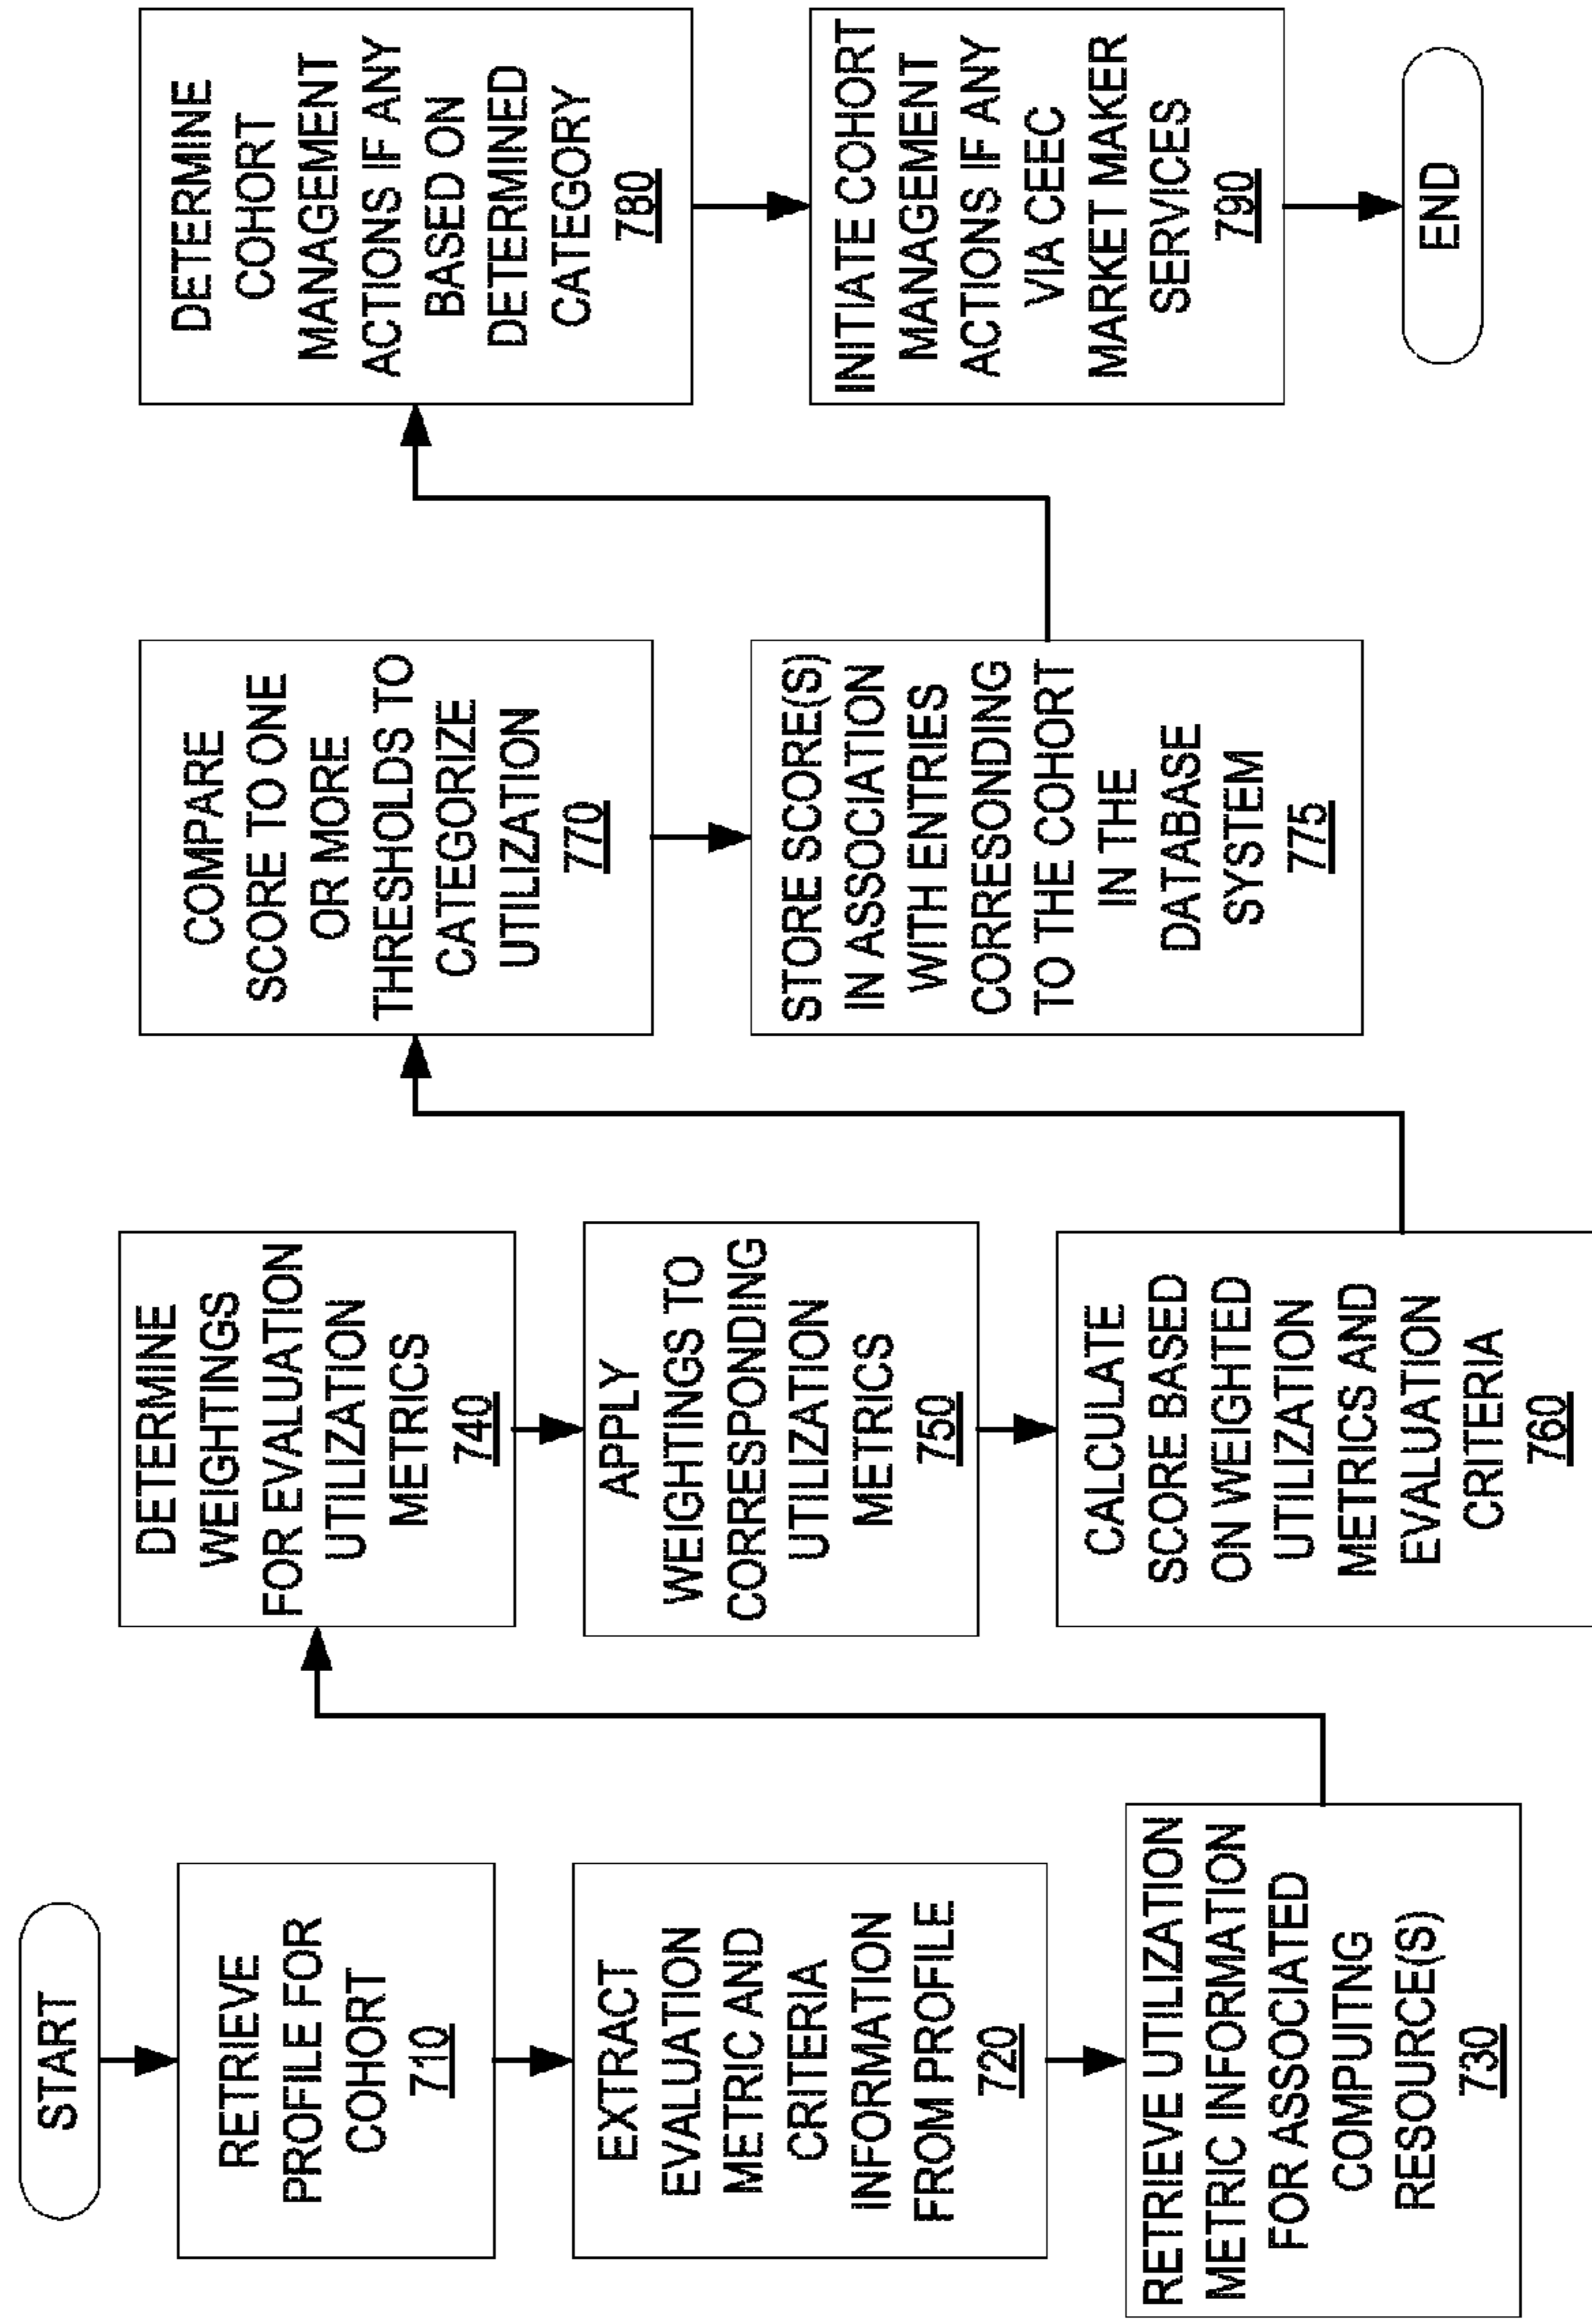 START
RETRIEVE
PROFILE FOR
COHORT
710
EXTRACT
EVALUATION
METRIC AND
CRITERIA
INFORMATION
FROM PROFILE
720
RETRIEVE UTILIZATION
METRIC INFORMATION
FOR ASSOCIATED
COMPUITNG
RESOURCE(S)
730
DETERMINE
WEIGHTINGS
FOR EVALUATION
UTILIZATION
METRICS
740
APPLY
WEIGHTINGS TO
CORRESPONDING
UTILIZATION
METRICS
750
CALCULATE
SCORE BASED
ON WEIGHTED
UTILIZATION
METRICS AND
EVALUATION
CRITERIA
760
COMPARE
SCORE TO ONE
OR MORE
THRESHOLDS TO
CATEGORIZE
UTILIZATION
770
STORE SCORE(S)
IN ASSOCIATION
WITH ENTRIES
CORRESONDING
TO THE COHORT
IN THE
DATABASE
SYSTEM
775
DETERMINE
COHORT
MANAGEMENT
ACTIONS IF ANY
BASED ON
DETERMINED
CATEGORY
780
INITIATE COHORT
MANAGEMENT
ACTIONS IF ANY
VIA CEEC
MARKET MAKER
SERVICES
790
END